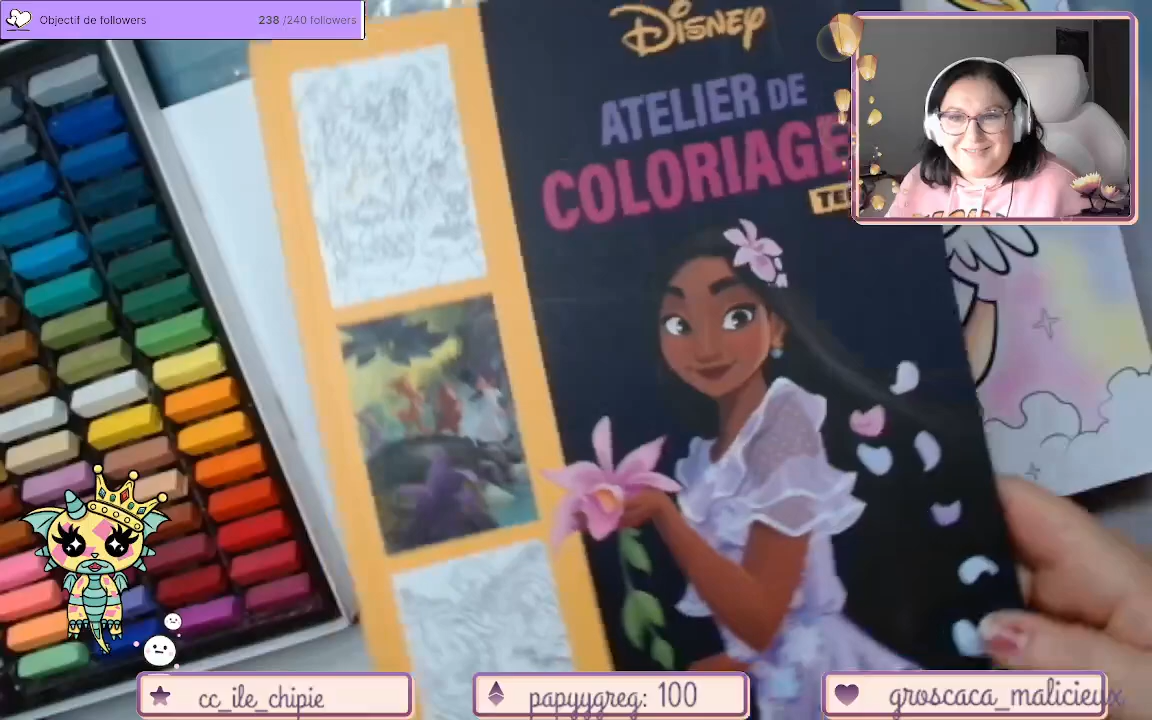 Objectif de followers 238 /240 followers
Disney
ATELIER DE
COLORIAGE
cc_ile_chipie
papyygreg: 100
groscaca_malicieux